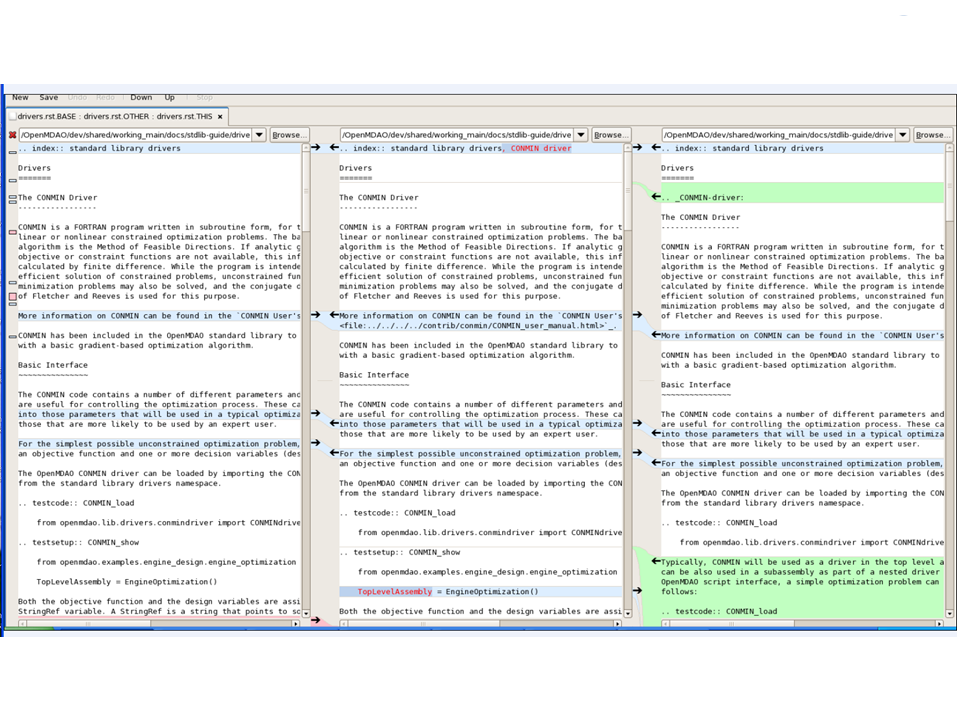 New Save Undo Redo Down Up Stop
drivers.rst.BASE : drivers.rst.OTHER : drivers.rst.THIS
/OpenMDAO/dev/shared/working_main/docs/stdlib-guide/drive Browse...
.. index:: standard library drivers
Drivers
=======
The CONMIN Driver
----------------
CONMIN is a FORTRAN program written in subroutine form, for t
linear or nonlinear constrained optimization problems. The ba
algorithm is the Method of Feasible Directions. If analytic g
objective or constraint functions are not available, this inf
calculated by finite difference. While the program is intende
efficient solution of constrained problems, unconstrained fun
minimization problems may also be solved, and the conjugate d
of Fletcher and Reeves is used for this purpose.
More information on CONMIN can be found in the `CONMIN User's
CONMIN has been included in the OpenMDAO standard library to
with a basic gradient-based optimization algorithm.
Basic Interface
~~~~~~~~~~~~~~~
The CONMIN code contains a number of different parameters and
are useful for controlling the optimization process. These ca
into those parameters that will be used in a typical optimiza
those that are more likely to be used by an expert user.
For the simplest possible unconstrained optimization problem,
an objective function and one or more decision variables (des
The OpenMDAO CONMIN driver can be loaded by importing the CON
from the standard library drivers namespace.
.. testcode:: CONMIN_load
from openmdao.lib.drivers.conmindriver import CONMINdrive
.. testsetup:: CONMIN_show
from openmdao.examples.engine_design.engine_optimization
TopLevelAssembly = EngineOptimization()
Both the objective function and the design variables are assi
StringRef variable. A StringRef is a string that points to so
/OpenMDAO/dev/shared/working_main/docs/stdlib-guide/drive Browse...
.. index:: standard library drivers, CONMIN driver
Drivers
=======
The CONMIN Driver
----------------
CONMIN is a FORTRAN program written in subroutine form, for t
linear or nonlinear constrained optimization problems. The ba
algorithm is the Method of Feasible Directions. If analytic g
objective or constraint functions are not available, this inf
calculated by finite difference. While the program is intende
efficient solution of constrained problems, unconstrained fun
minimization problems may also be solved, and the conjugate d
of Fletcher and Reeves is used for this purpose.
More information on CONMIN can be found in the `CONMIN User's
<file:../../../../contrib/conmin/CONMIN_user_manual.html>`_.
CONMIN has been included in the OpenMDAO standard library to
with a basic gradient-based optimization algorithm.
Basic Interface
~~~~~~~~~~~~~~~
The CONMIN code contains a number of different parameters and
are useful for controlling the optimization process. These ca
into those parameters that will be used in a typical optimiza
those that are more likely to be used by an expert user.
For the simplest possible unconstrained optimization problem,
an objective function and one or more decision variables (des
The OpenMDAO CONMIN driver can be loaded by importing the CON
from the standard library drivers namespace.
.. testcode:: CONMIN_load
from openmdao.lib.drivers.conmindriver import CONMINdrive
.. testsetup:: CONMIN_show
from openmdao.examples.engine_design.engine_optimization
TopLevelAssembly = EngineOptimization()
Both the objective function and the design variables are assi
/OpenMDAO/dev/shared/working_main/docs/stdlib-guide/drive Browse...
.. index:: standard library drivers
Drivers
=======
.. _CONMIN-driver:
The CONMIN Driver
----------------
CONMIN is a FORTRAN program written in subroutine form, for t
linear or nonlinear constrained optimization problems. The ba
algorithm is the Method of Feasible Directions. If analytic g
objective or constraint functions are not available, this inf
calculated by finite difference. While the program is intende
efficient solution of constrained problems, unconstrained fun
minimization problems may also be solved, and the conjugate d
of Fletcher and Reeves is used for this purpose.
More information on CONMIN can be found in the `CONMIN User's
CONMIN has been included in the OpenMDAO standard library to
with a basic gradient-based optimization algorithm.
Basic Interface
~~~~~~~~~~~~~~~
The CONMIN code contains a number of different parameters and
are useful for controlling the optimization process. These ca
into those parameters that will be used in a typical optimiza
those that are more likely to be used by an expert user.
For the simplest possible unconstrained optimization problem,
an objective function and one or more decision variables (des
The OpenMDAO CONMIN driver can be loaded by importing the CON
from the standard library drivers namespace.
.. testcode:: CONMIN_load
from openmdao.lib.drivers.conmindriver import CONMINdrive
Typically, CONMIN will be used as a driver in the top level a
can be also used in a subassembly as part of a nested driver
OpenMDAO script interface, a simple optimization problem can
follows:
.. testcode:: CONMIN_load